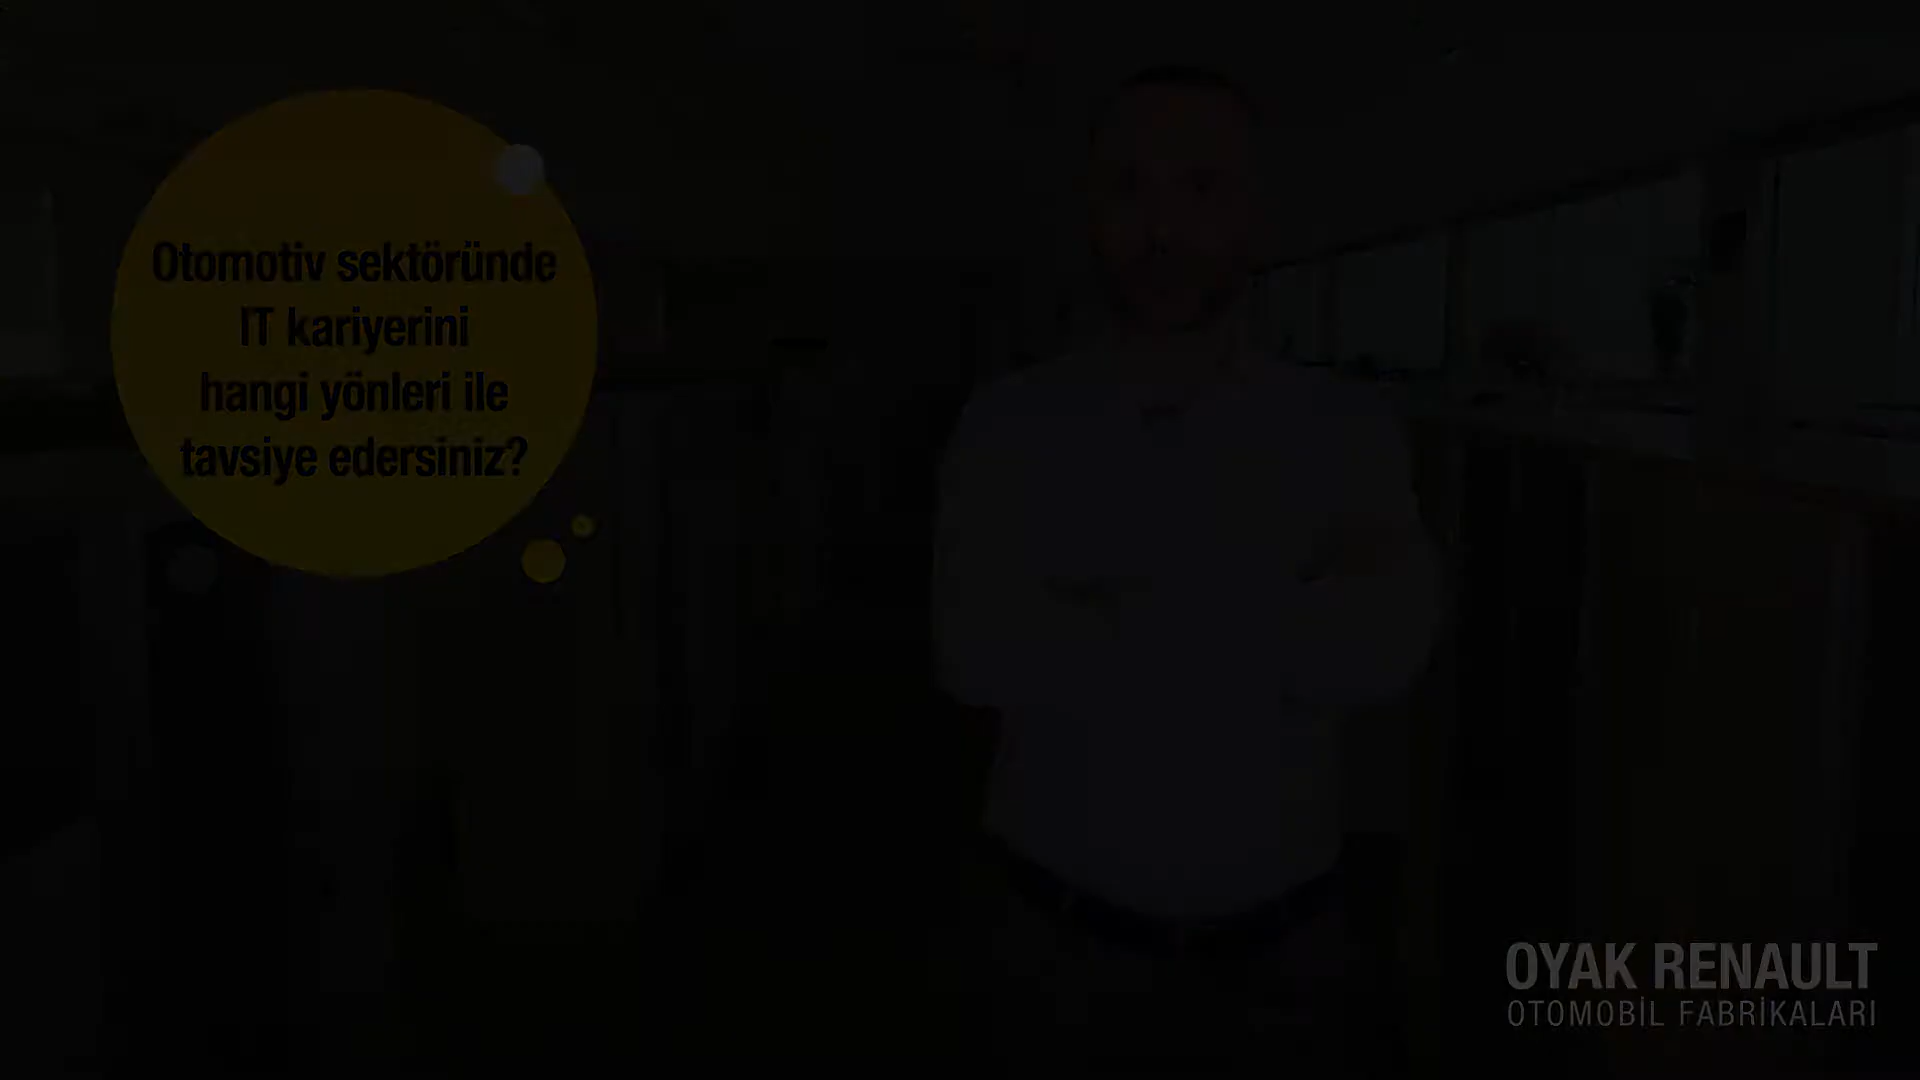 Otomotiv sektöründe
IT kariyerini
hangi yönleri ile
tavsiye edersiniz?
OYAK RENAULT
OTOMOBİL FABRİKALARI